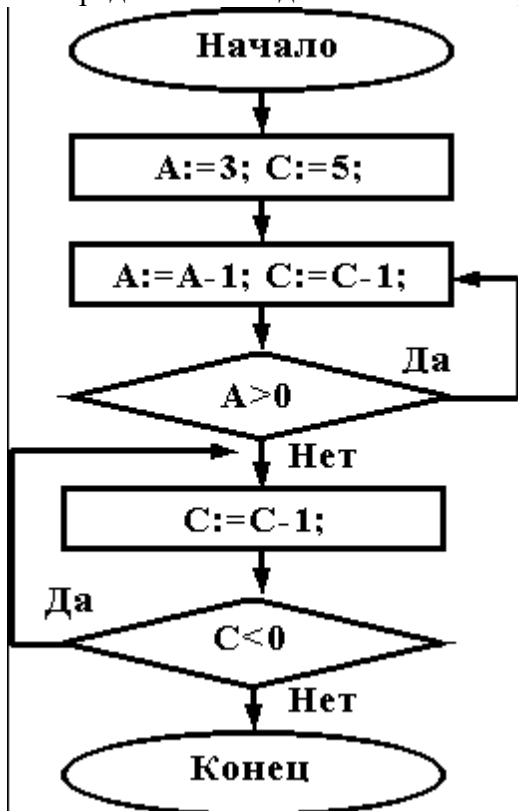 Начало
A:=3; C:=5;
A:=A-1; C:=C-1;
Да
A>0
Нет
C:=C-1;
Да
C<0
Нет
Конец